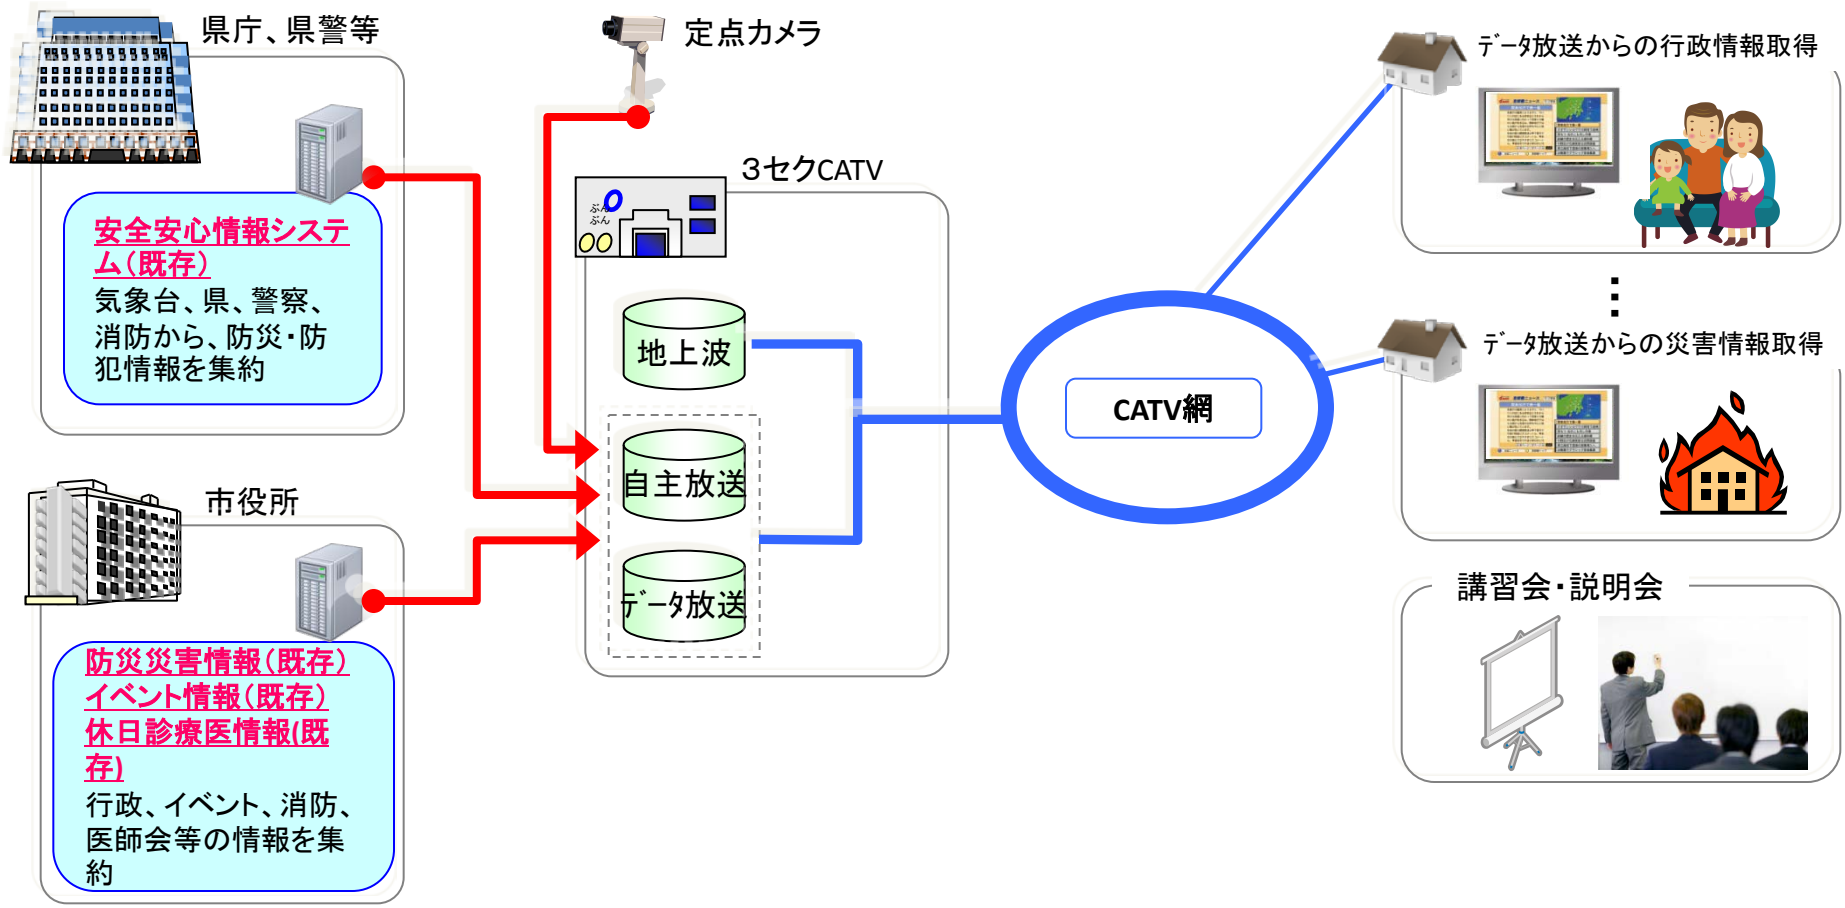 県庁、県警等
安全安心情報システ
ム（既存）
気象台、県、警察、
消防から、防災・防
犯情報を集約
市役所
防災災害情報（既存）
イベント情報（既存）
休日診療医情報(既
存)
行政、イベント、消防、
医師会等の情報を集
約
定点カメラ
３セクCATV
ぶん
ぶん
地上波
自主放送
データ放送
CATV網
ﾃﾞｰﾀ放送からの行政情報取得
⋮
ﾃﾞｰﾀ放送からの災害情報取得
講習会・説明会